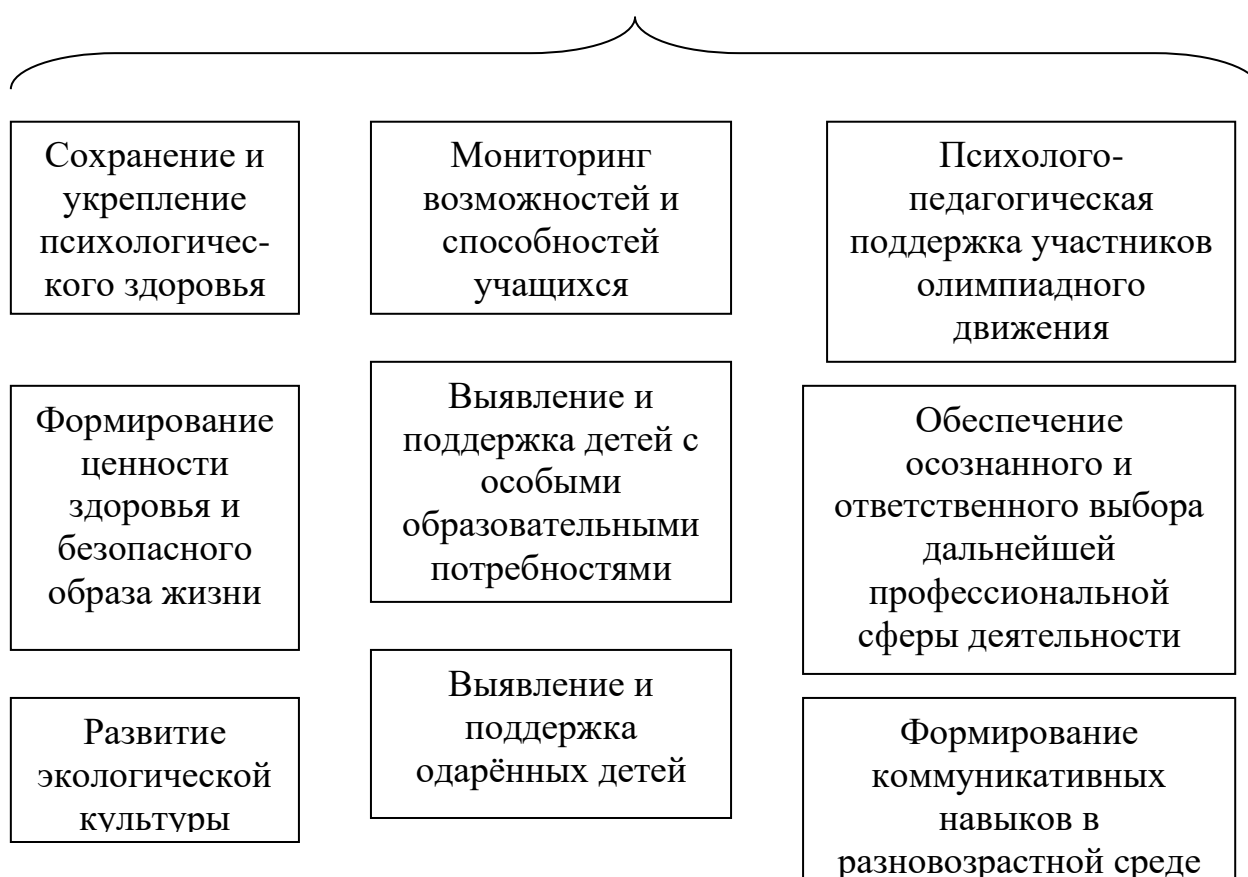 Сохранение и
укрепление
психологичес-
кого здоровья
Формирование
ценности
здоровья и
безопасного
образа жизни
Развитие
экологической
культуры
Мониторинг
возможностей и
способностей
учащихся
Выявление и
поддержка детей с
особыми
образовательными
потребностями
Выявление и
поддержка
одарённых детей
Психолого-
педагогическая
поддержка участников
олимпиадного
движения
Обеспечение
осознанного и
ответственного выбора
дальнейшей
профессиональной
сферы деятельности
Формирование
коммуникативных
навыков в
разновозрастной среде